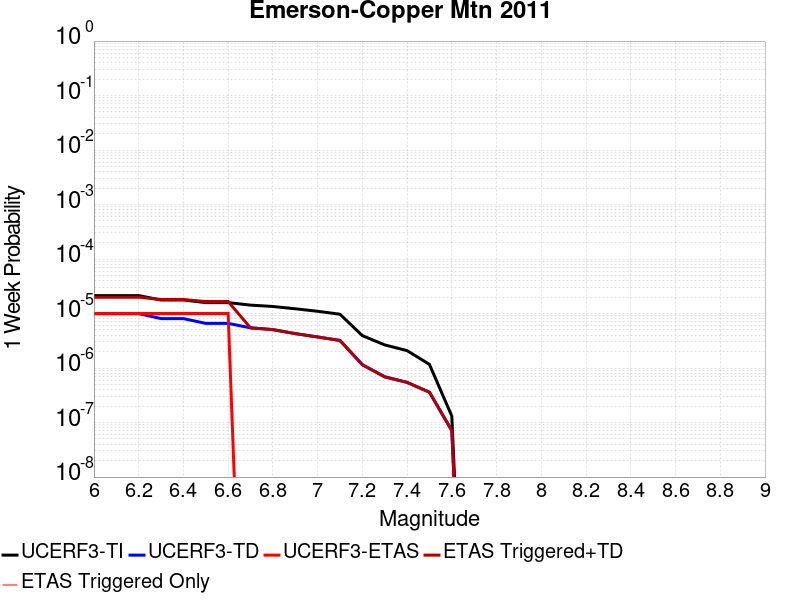 Emerson-Copper Mtn 2011
10^0
10^-1
10^-2
10^-3
10^-4
10^-5
10^-6
10^-7
10^-8
1 Week Probability
6 6.2 6.4 6.6 6.8 7 7.2 7.4 7.6 7.8 8 8.2 8.4 8.6 8.8 9
Magnitude
UCERF3-TI UCERF3-TD UCERF3-ETAS ETAS Triggered+TD
ETAS Triggered Only